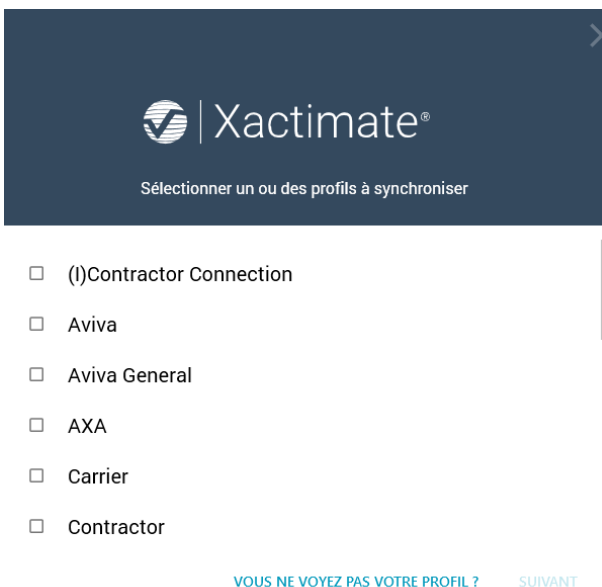 Xactimate®
Sélectionner un ou des profils à synchroniser
(I)Contractor Connection
Aviva
Aviva General
AXA
Carrier
Contractor
VOUS NE VOYEZ PAS VOTRE PROFIL ? SUIVANT